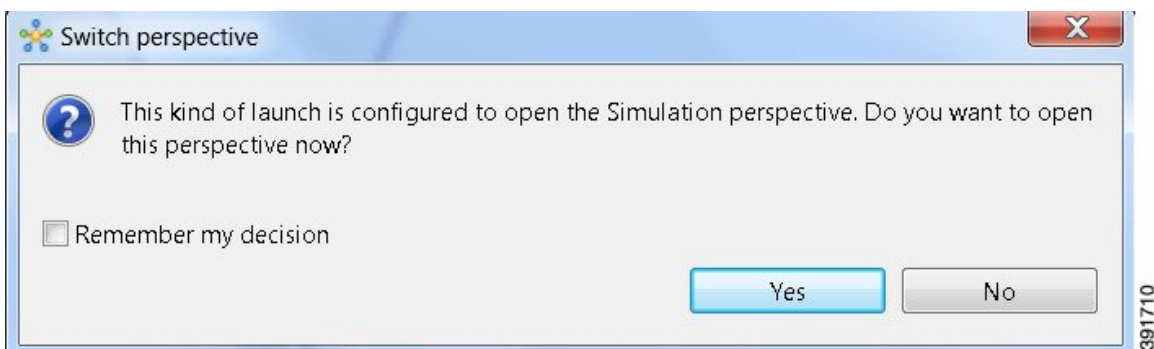 Switch perspective
X
This kind of launch is configured to open the Simulation perspective. Do you want to open
this perspective now?
Remember my decision
Yes
No
391710